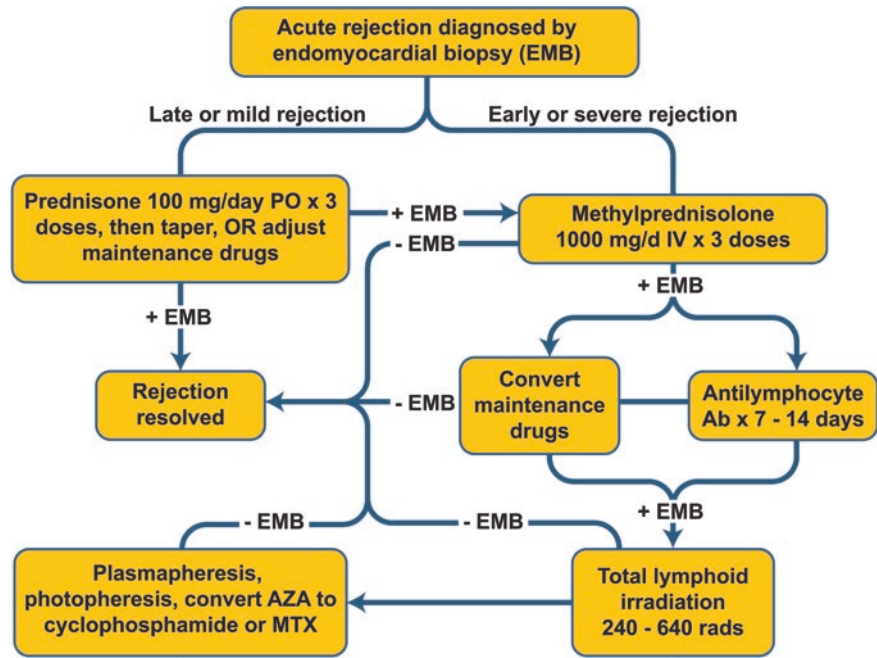 Acute rejection diagnosed by
endomyocardial biopsy (EMB)
Late or mild rejection
Early or severe rejection
Prednisone 100 mg/day PO x 3
doses, then taper, OR adjust
maintenance drugs
+ EMB
- EMB
Methylprednisolone
1000 mg/d IV x 3 doses
+ EMB
+ EMB
Rejection
resolved
- EMB
Convert
maintenance
drugs
Antilymphocyte
Ab x 7 - 14 days
+ EMB
- EMB
- EMB
Plasmapheresis,
photopheresis, convert AZA to
cyclophosphamide or MTX
Total lymphoid
irradiation
240 - 640 rads